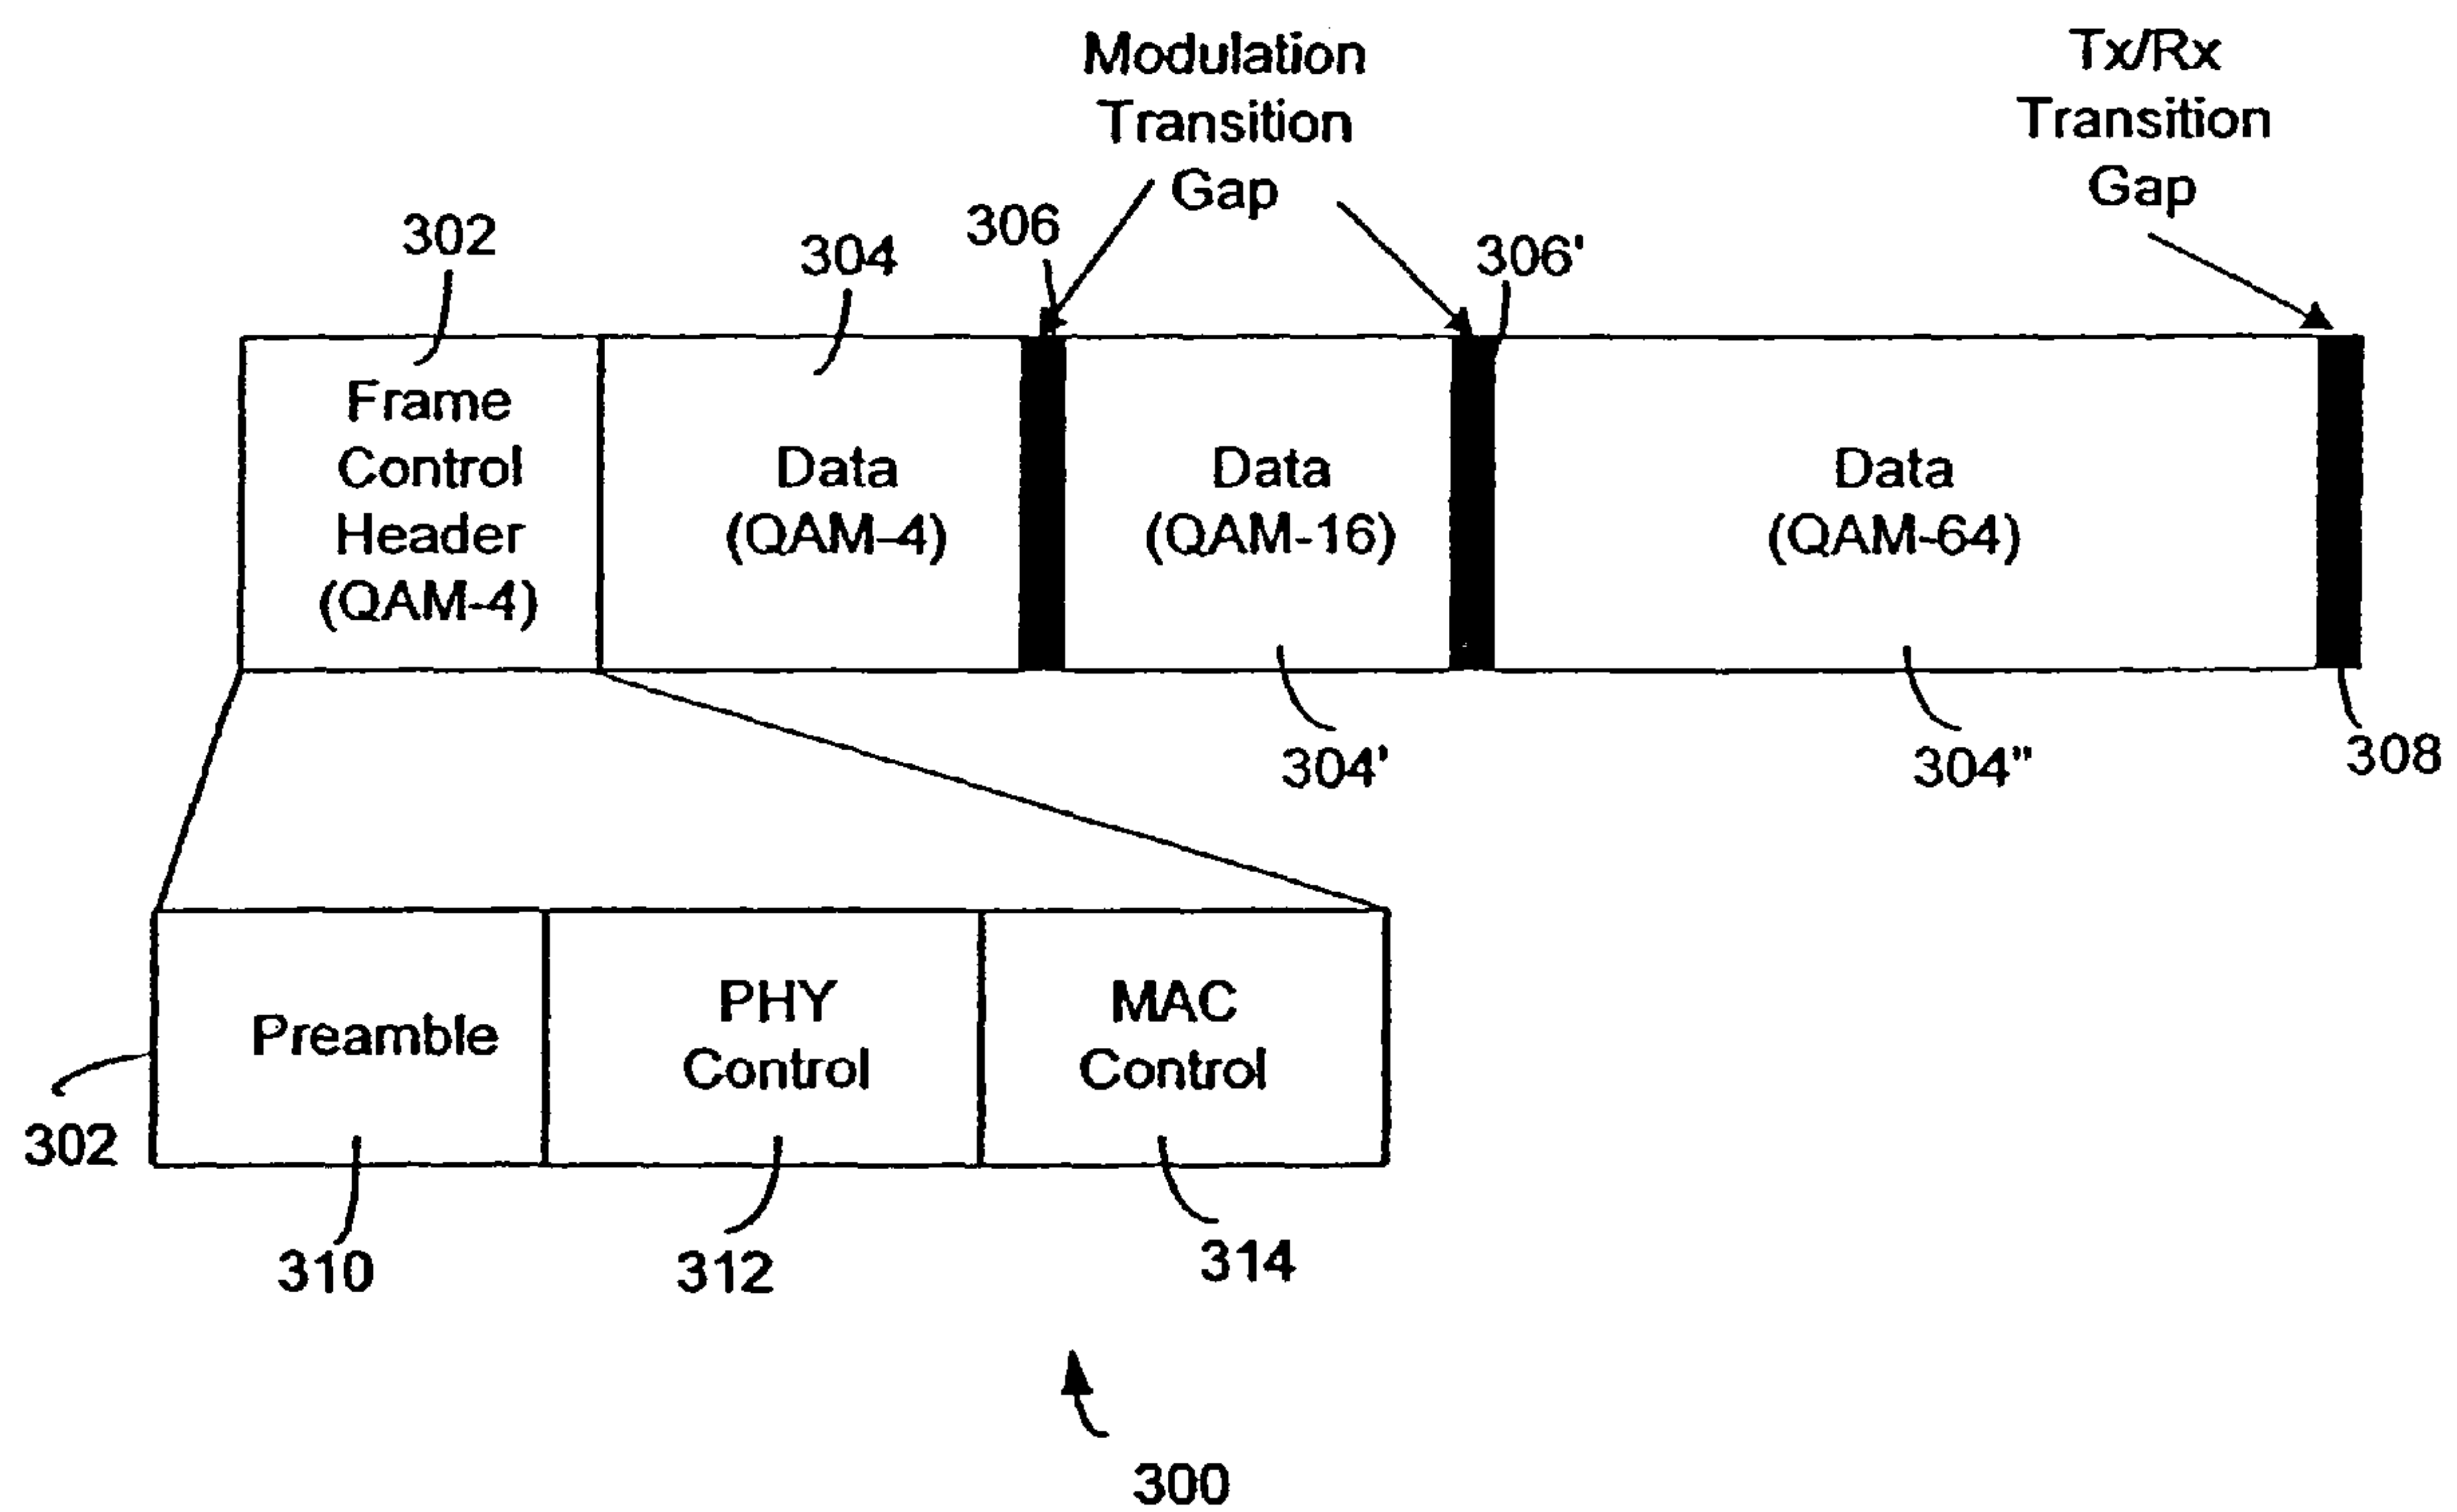 Modulation
Transition
Gap
Tx/Rx
Transition
Gap
302
304
306
306'
Frame
Control
Header
(QAM-4)
Data
(QAM-4)
Data
(QAM-16)
Data
(QAM-64)
304'
304"
308
Preamble
PHY
Control
MAC
Control
302
310
312
314
300